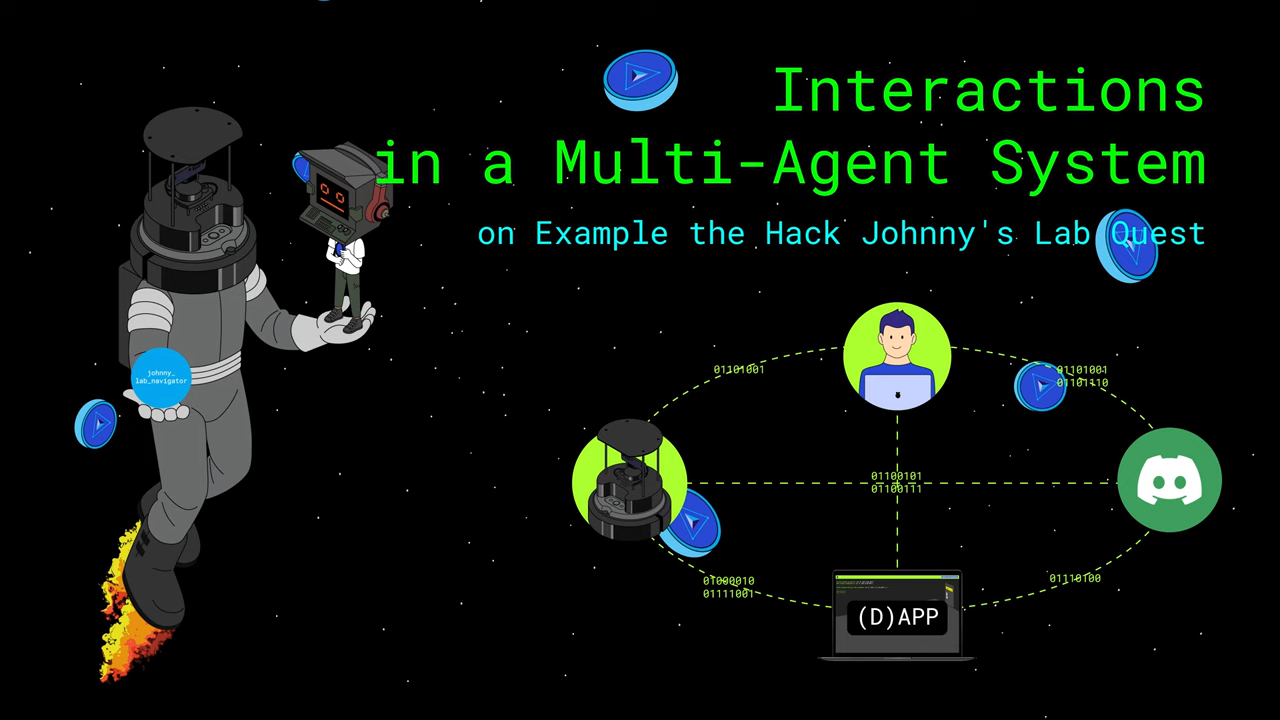 Interactions
in a Multi-Agent System
on Example the Hack Johnny's Lab Quest
johnny_
lab_navigator
01101001
01101001
01101110
01100101
01100111
01000010
01111001
01110100
(D)APP